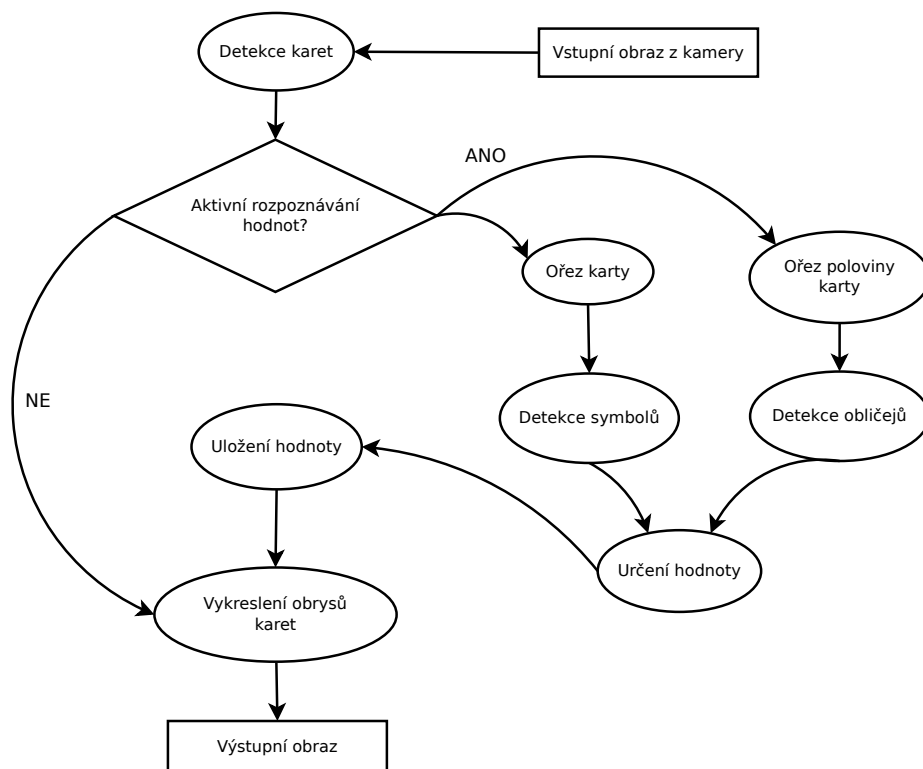 Detekce karet
Vstupní obraz z kamery
ANO
Aktivní rozpoznávání
hodnot?
Ořez karty
Ořez poloviny
karty
NE
Detekce symbolů
Detekce obličejů
Uložení hodnoty
Určení hodnoty
Vykreslení obrysů
karet
Výstupní obraz